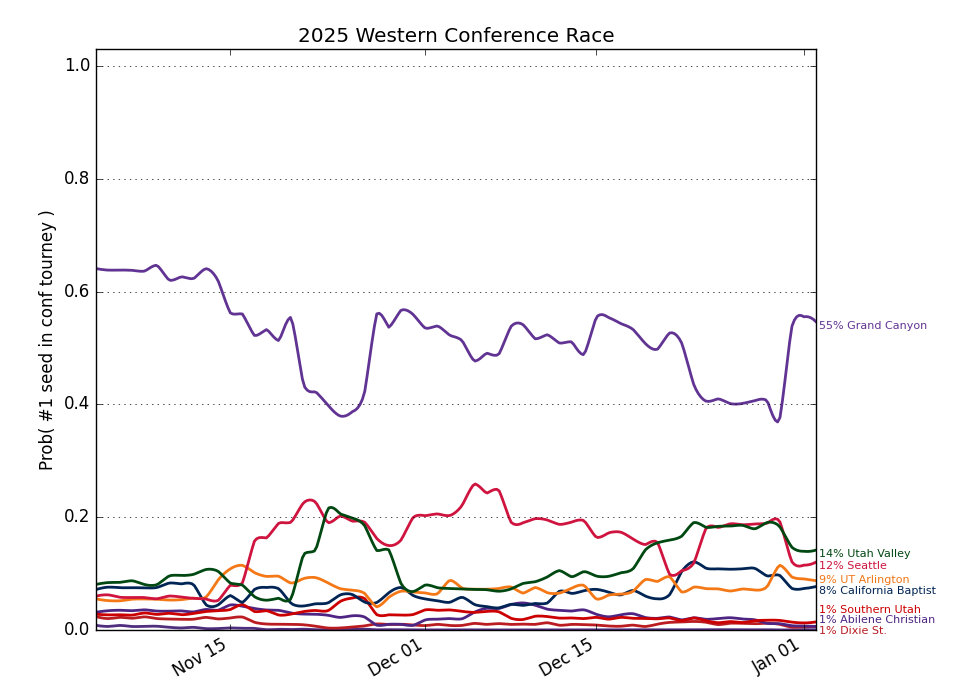 2025 Western Conference Race
Prob( #1 seed in conf tourney )
1.0
0.8
0.6
0.4
0.2
0.0
Nov 15
Dec 01
Dec 15
Jan 01
55% Grand Canyon
14% Utah Valley
12% Seattle
9% UT Arlington
8% California Baptist
1% Southern Utah
1% Abilene Christian
1% Dixie St.